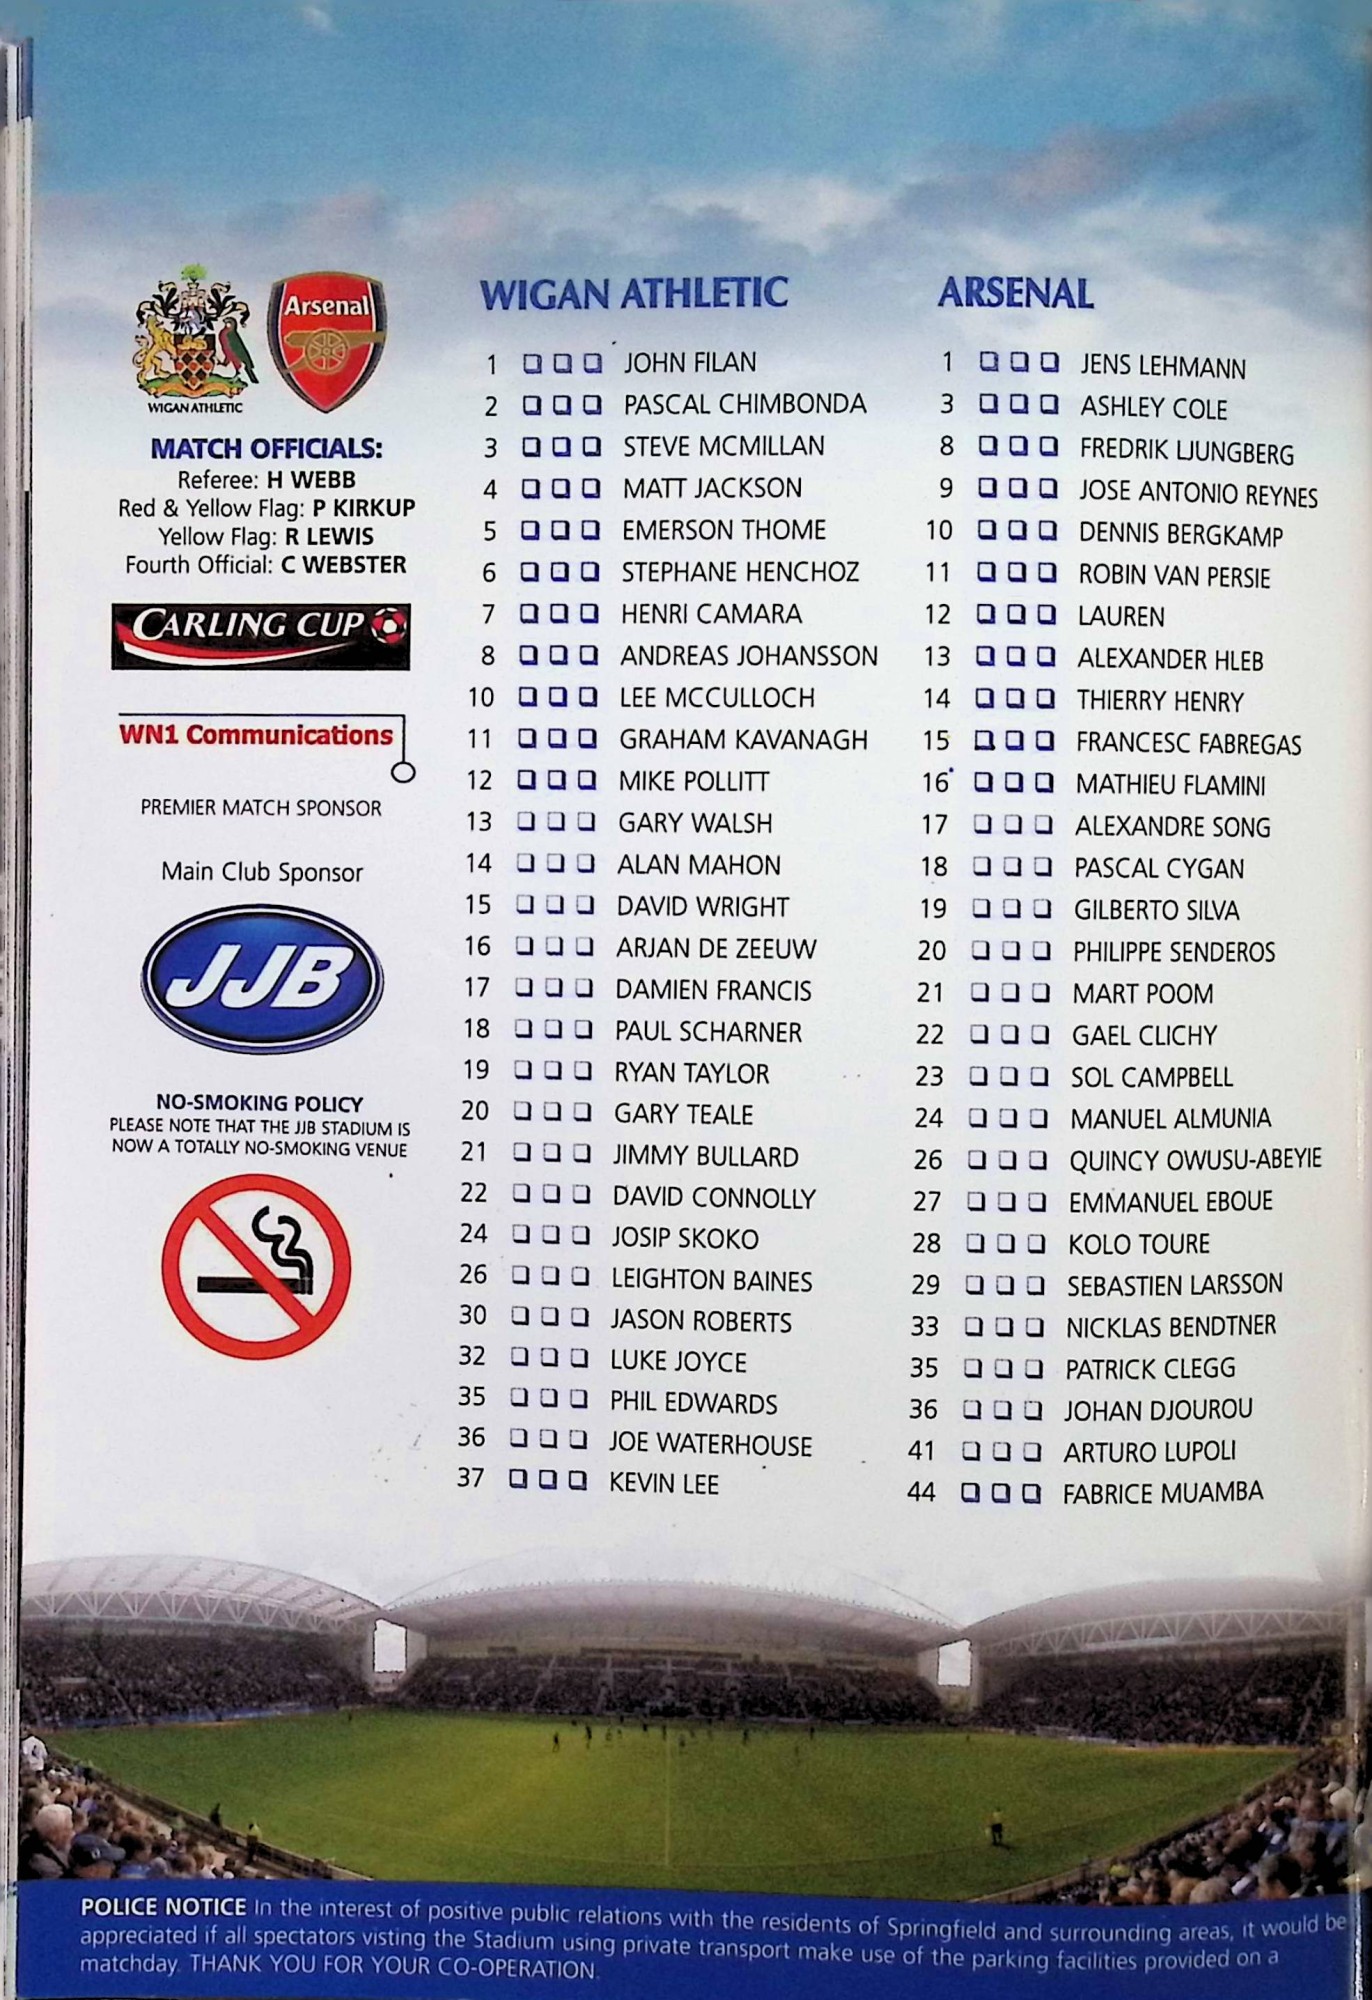 Arsenal
WIGAN ATHLETIC
MATCH OFFICIALS:
Referee: H WEBB
Red & Yellow Flag: P KIRKUP
Yellow Flag: R LEWIS
Fourth Official: C WEBSTER
CARLING CUP
WN1 Communications
PREMIER MATCH SPONSOR
Main Club Sponsor
JJB
NO-SMOKING POLICY
PLEASE NOTE THAT THE JJB STADIUM IS
NOW A TOTALLY NO-SMOKING VENUE
WIGAN ATHLETIC
1 JOHN FILAN
2 PASCAL CHIMBONDA
3 STEVE MCMILLAN
4 MATT JACKSON
5 EMERSON THOME
6 STEPHANE HENCHOZ
7 HENRI CAMARA
8 ANDREAS JOHANSSON
10 LEE MCCULLOCH
11 GRAHAM KAVANAGH
12 MIKE POLLITT
13 GARY WALSH
14 ALAN MAHON
15 DAVID WRIGHT
16 ARJAN DE ZEEUW
17 DAMIEN FRANCIS
18 PAUL SCHARNER
19 RYAN TAYLOR
20 GARY TEALE
21 JIMMY BULLARD
22 DAVID CONNOLLY
24 JOSIP SKOKO
26 LEIGHTON BAINES
30 JASON ROBERTS
32 LUKE JOYCE
35 PHIL EDWARDS
36 JOE WATERHOUSE
37 KEVIN LEE
ARSENAL
1 JENS LEHMANN
3 ASHLEY COLE
8 FREDRIK LJUNGBERG
9 JOSE ANTONIO REYNES
10 DENNIS BERGKAMP
11 ROBIN VAN PERSIE
12 LAUREN
13 ALEXANDER HLEB
14 THIERRY HENRY
15 FRANCESC FABREGAS
16 MATHIEU FLAMINI
17 ALEXANDRE SONG
18 PASCAL CYGAN
19 GILBERTO SILVA
20 PHILIPPE SENDEROS
21 MART POOM
22 GAEL CLICHY
23 SOL CAMPBELL
24 MANUEL ALMUNIA
26 QUINCY OWUSU-ABEYIE
27 EMMANUEL EBOUE
28 KOLO TOURE
29 SEBASTIEN LARSSON
33 NICKLAS BENDTNER
35 PATRICK CLEGG
36 JOHAN DJOUROU
41 ARTURO LUPOLI
44 FABRICE MUAMBA
POLICE NOTICE In the interest of positive public relations with the residents of Springfield and surrounding areas, it would be
appreciated if all spectators visting the Stadium using private transport make use of the parking facilities provided on a
matchday. THANK YOU FOR YOUR CO-OPERATION.